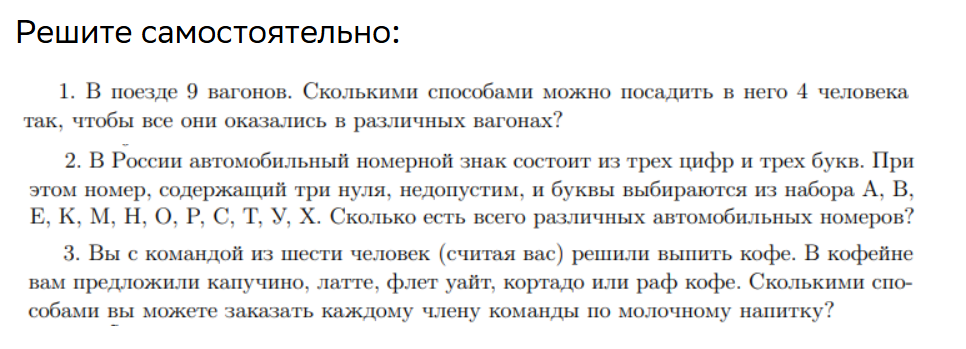 Решите самостоятельно:
1. В поезде 9 вагонов. Сколькими способами можно посадить в него 4 человека
так, чтобы все они оказались в различных вагонах?
2. В России автомобильный номерной знак состоит из трех цифр и трех букв. При
этом номер, содержащий три нуля, недопустим, и буквы выбираются из набора А, В,
Е, К, М, Н, О, Р, С, Т, У, Х. Сколько есть всего различных автомобильных номеров?
3. Вы с командой из шести человек (считая вас) решили выпить кофе. В кофейне
вам предложили капучино, латте, флет уайт, кортадо или раф кофе. Сколькими спо-
собами вы можете заказать каждому члену команды по молочному напитку?